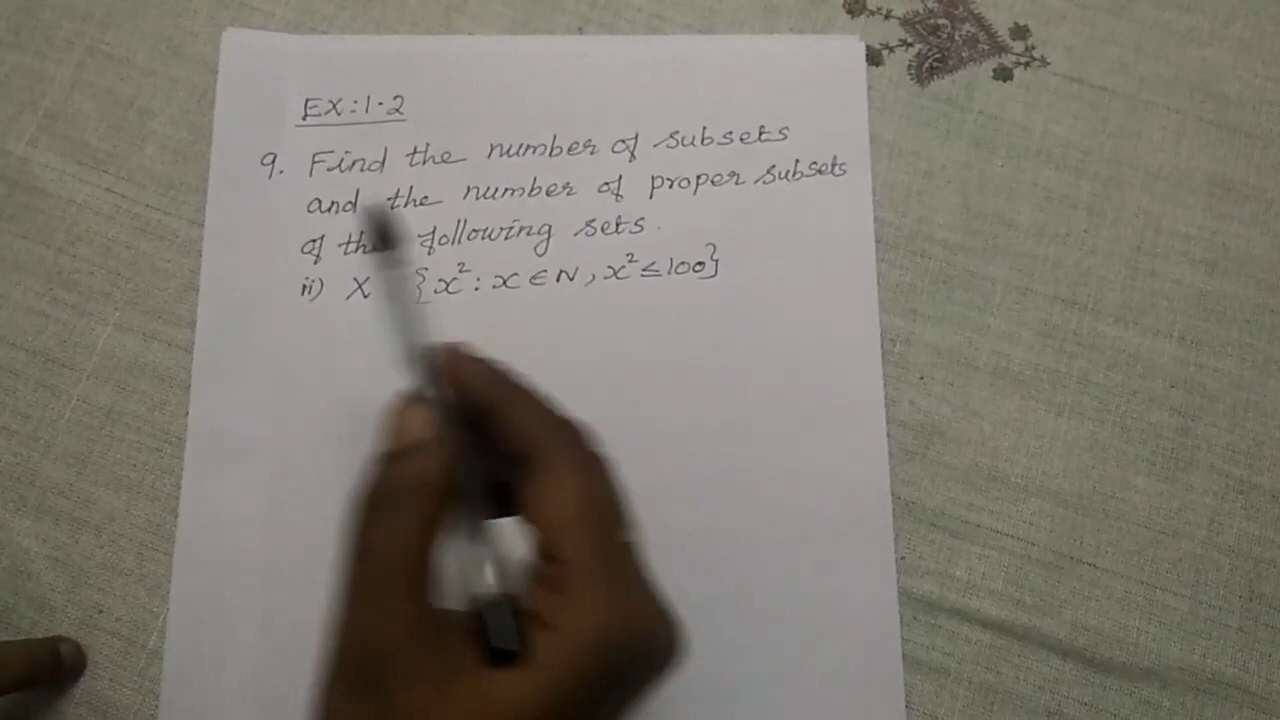 EX:1.2
9. Find the number of subsets
and the number of proper subsets
of the following sets.
ii) X {x²: x ∈ N, x² ≤ 100}